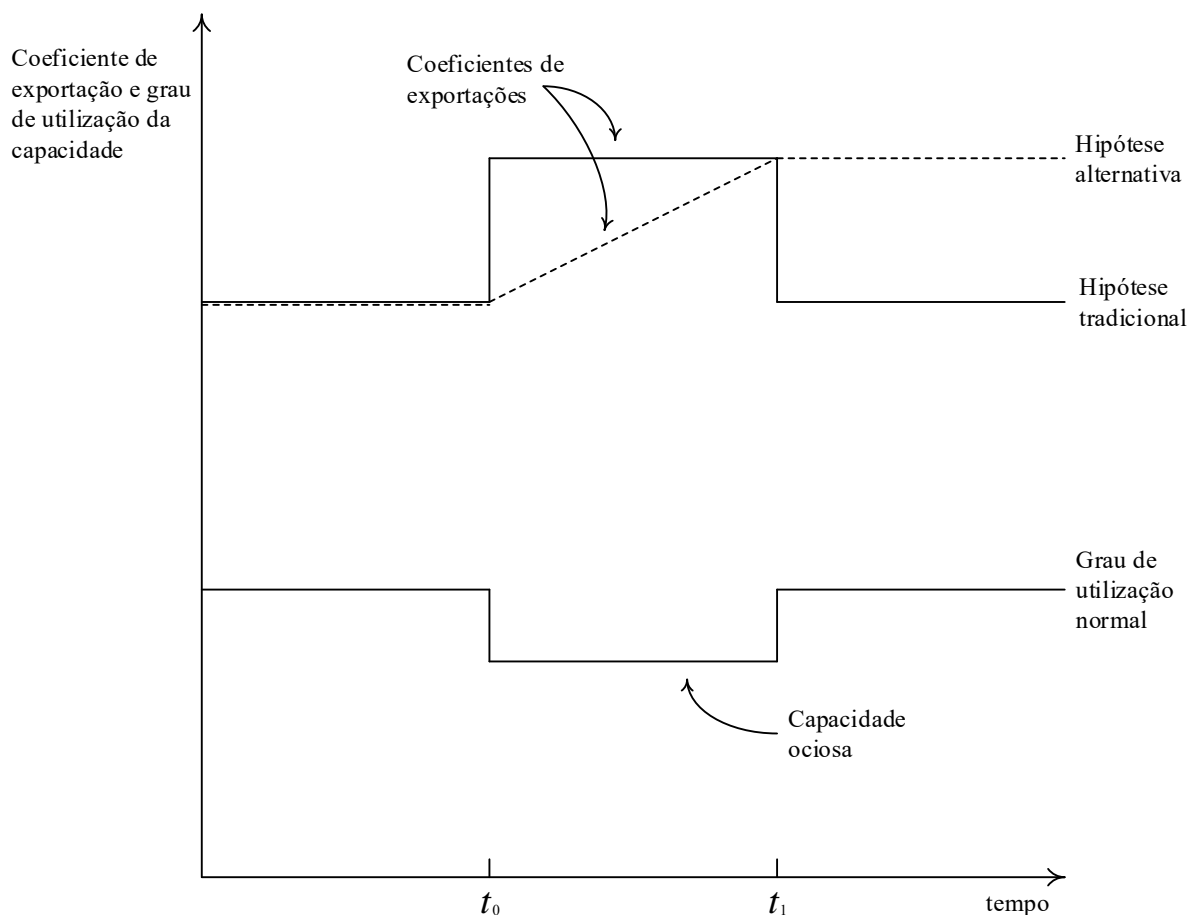 Coeficiente de
exportação e grau
de utilização da
capacidade
Coeficientes de
exportações
Hipótese
alternativa
Hipótese
tradicional
Grau de
utilização
normal
Capacidade
ociosa
t₀
t₁
tempo